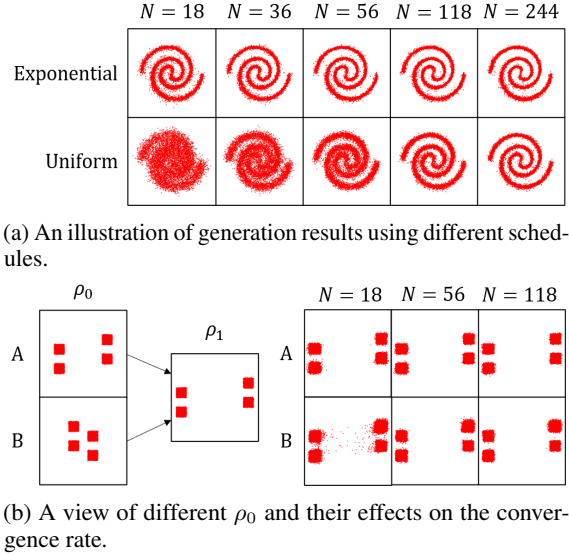 N = 18 N = 36 N = 56 N = 118 N = 244
Exponential
Uniform
(a) An illustration of generation results using different sched-
ules.
ρ₀
ρ₁
A
B
N = 18 N = 56 N = 118
A
B
(b) A view of different ρ₀ and their effects on the conver-
gence rate.